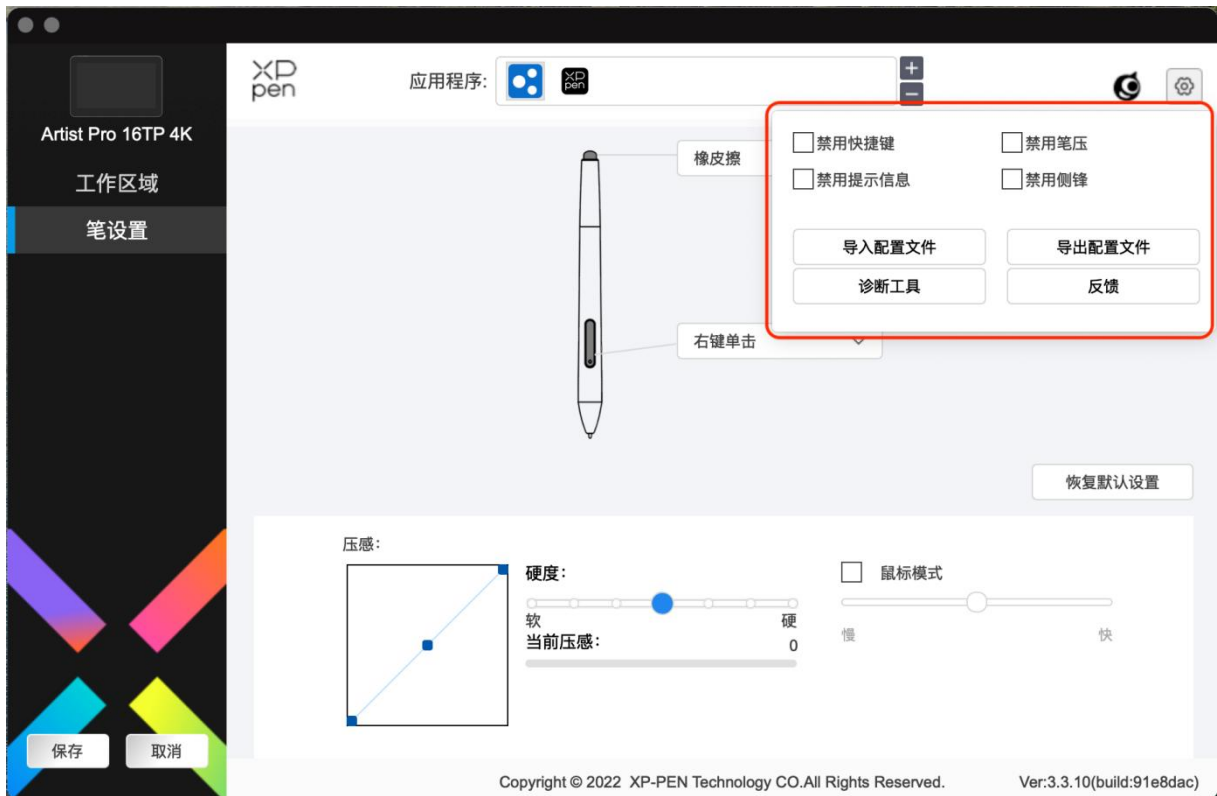 XP
pen
应用程序:
XP
pen
+
−
Artist Pro 16TP 4K
工作区域
笔设置
禁用快捷键
禁用笔压
禁用提示信息
禁用侧锋
导入配置文件
导出配置文件
诊断工具
反馈
橡皮擦
右键单击
恢复默认设置
压感:
硬度:
软
硬
当前压感:
0
鼠标模式
慢
快
保存
取消
Copyright © 2022 XP-PEN Technology CO.All Rights Reserved.
Ver:3.3.10(build:91e8dac)